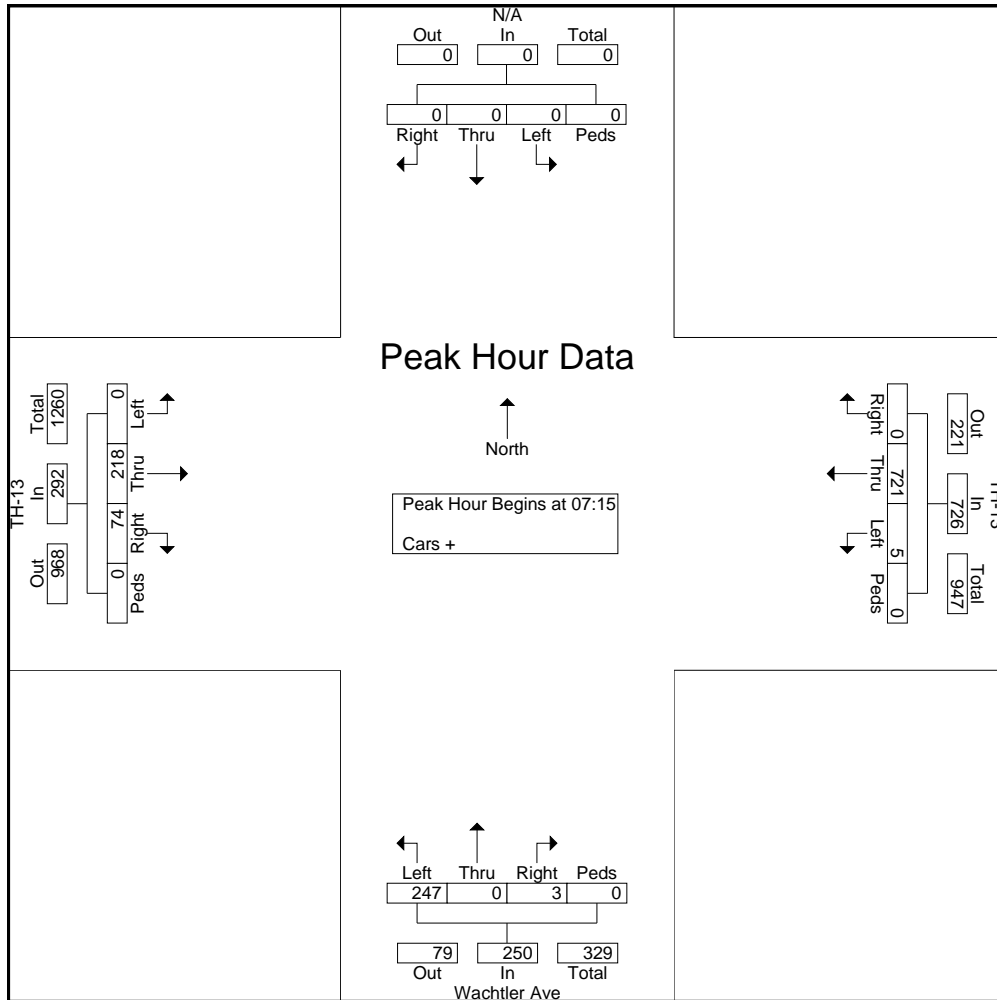 N/A
Out In Total
0 0 0
0 0 0 0
Right Thru Left Peds
Peak Hour Data
North
Peak Hour Begins at 07:15
Cars +
TH-13
Total In Out
1260 292 968
0 218 74 0
Left Thru Right Peds
TH-13
Out In Total
221 726 947
0 721 5 0
Right Thru Left Peds
Left Thru Right Peds
247 0 3 0
79 250 329
Out In Total
Wachtler Ave